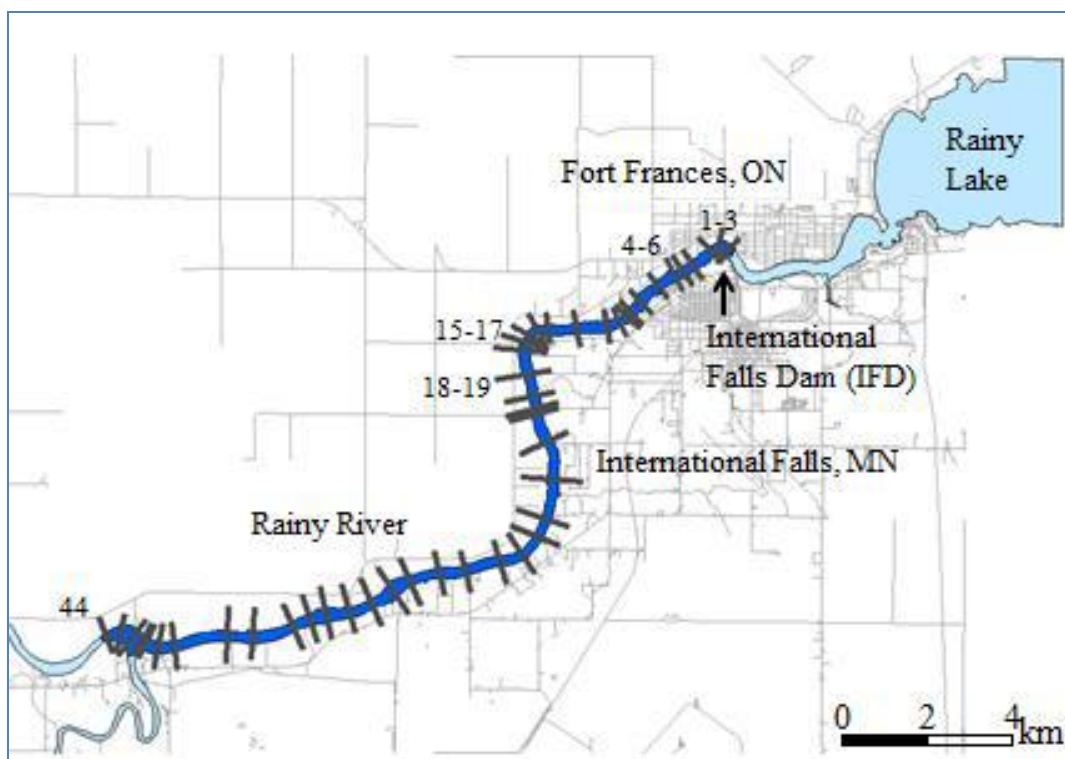 Rainy
Lake
Fort Frances, ON
1-3
4-6
15-17
International
Falls Dam (IFD)
18-19
International Falls, MN
Rainy River
44
0 2 4
km